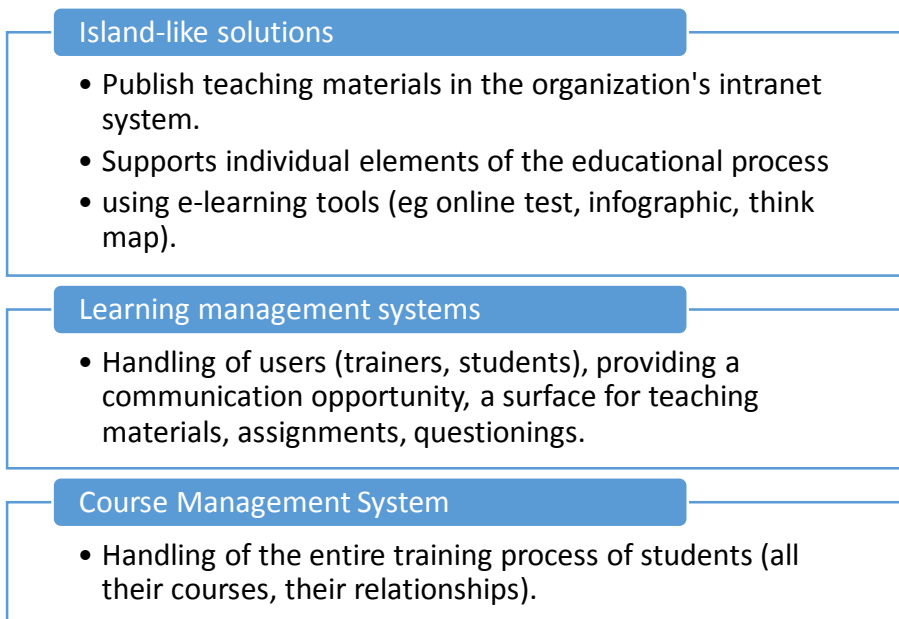 Island-like solutions
• Publish teaching materials in the organization's intranet
system.
• Supports individual elements of the educational process
• using e-learning tools (eg online test, infographic, think
map).
Learning management systems
• Handling of users (trainers, students), providing a
communication opportunity, a surface for teaching
materials, assignments, questionings.
Course Management System
• Handling of the entire training process of students (all
their courses, their relationships).